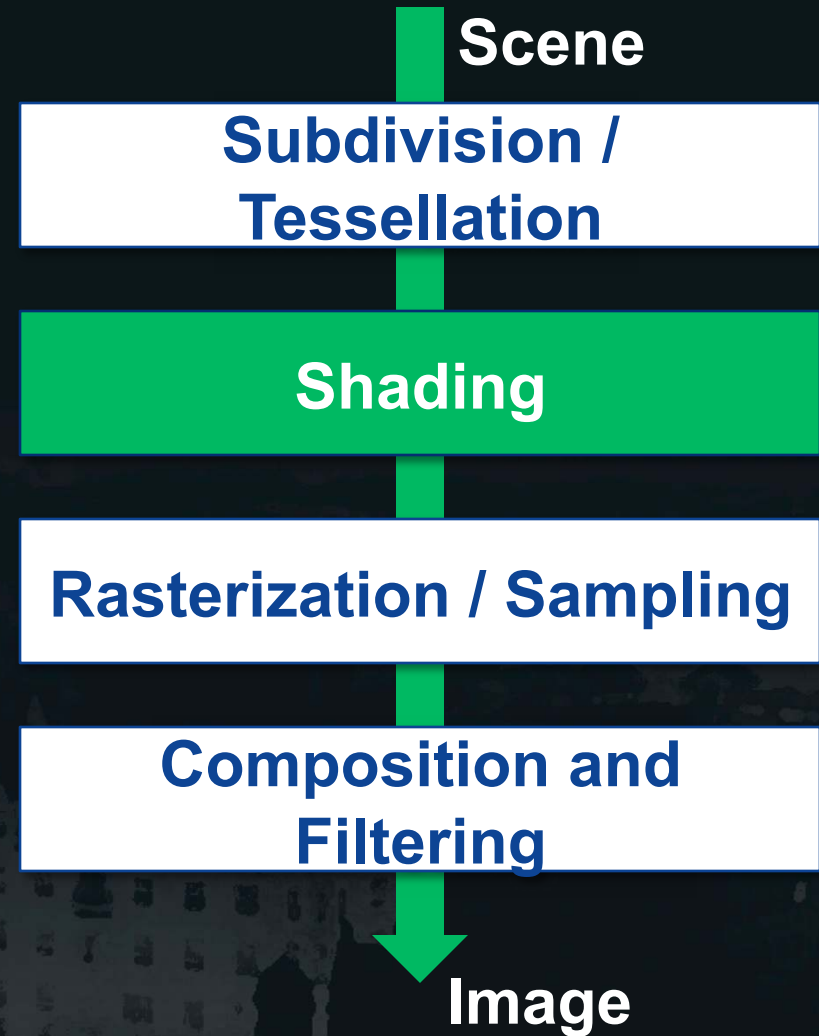 Scene
Subdivision /
Tessellation
Shading
Rasterization / Sampling
Composition and
Filtering
Image